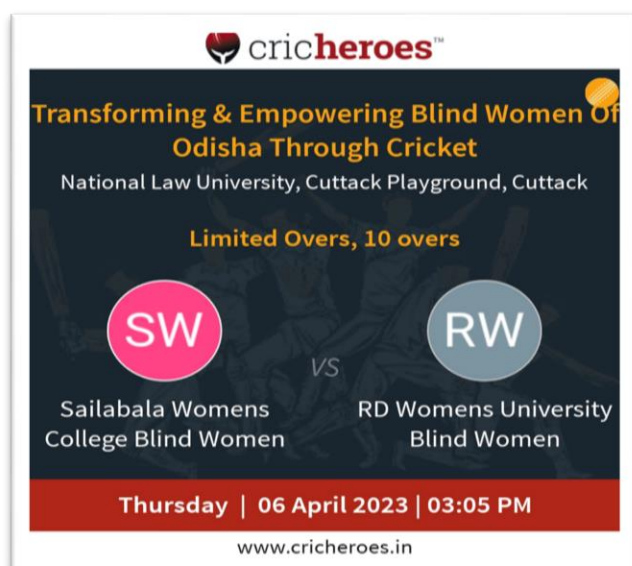 cricheroes™
Transforming & Empowering Blind Women Of
Odisha Through Cricket
National Law University, Cuttack Playground, Cuttack
Limited Overs, 10 overs
SW
VS
RW
Sailabala Womens
College Blind Women
RD Womens University
Blind Women
Thursday | 06 April 2023 | 03:05 PM
www.cricheroes.in